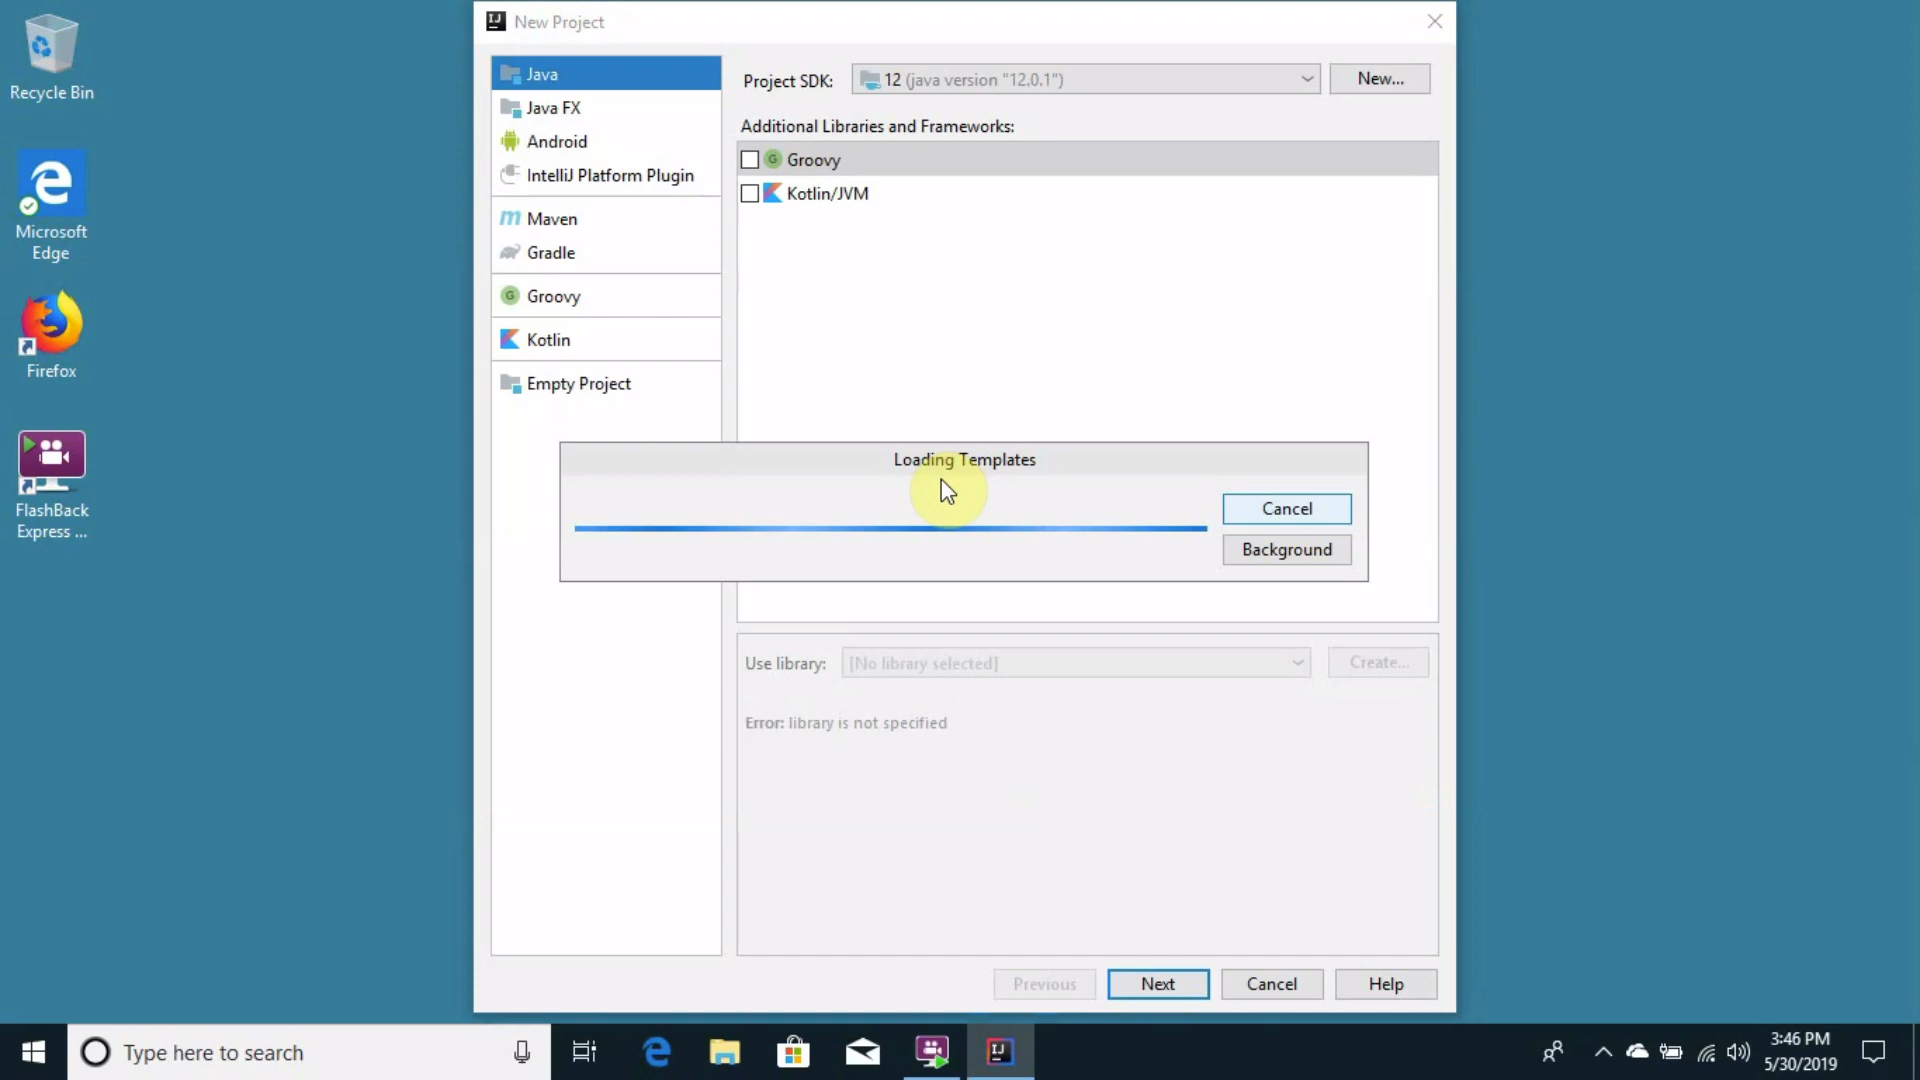 Recycle Bin
Microsoft
Edge
Firefox
FlashBack
Express ...
IJ New Project
Java
Java FX
Android
IntelliJ Platform Plugin
Maven
Gradle
Groovy
Kotlin
Empty Project
Project SDK:
12 (java version "12.0.1")
New...
Additional Libraries and Frameworks:
Groovy
Kotlin/JVM
Loading Templates
Cancel
Background
Use library:
[No library selected]
Create...
Error: library is not specified
Previous
Next
Cancel
Help
Type here to search
3:46 PM
5/30/2019